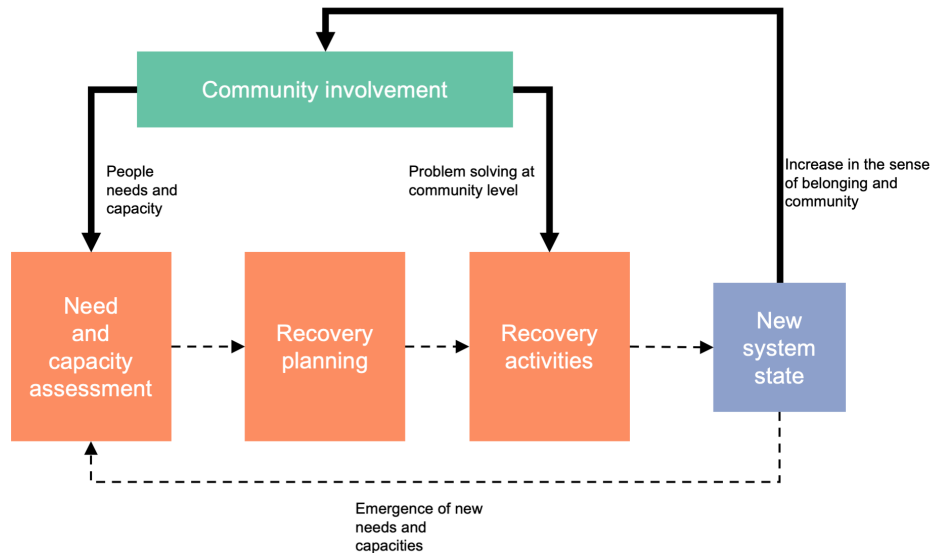 Community involvement
People
needs and
capacity
Problem solving at
community level
Increase in the sense
of belonging and
community
Need
and
capacity
assessment
Recovery
planning
Recovery
activities
New
system
state
Emergence of new
needs and
capacities